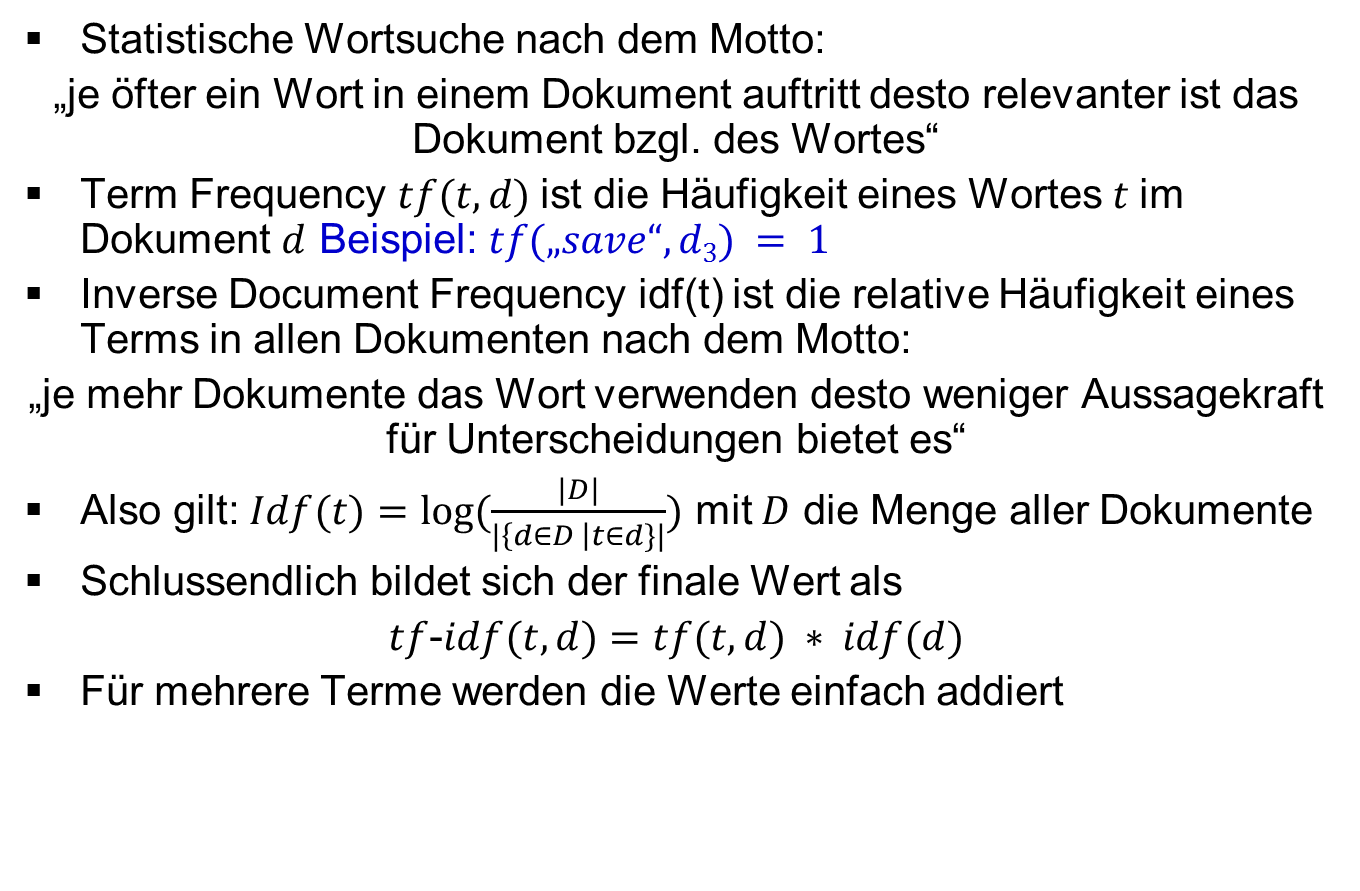 ▪ Statistische Wortsuche nach dem Motto:
„je öfter ein Wort in einem Dokument auftritt desto relevanter ist das
Dokument bzgl. des Wortes“
▪ Term Frequency 𝑡𝑓(𝑡, 𝑑) ist die Häufigkeit eines Wortes 𝑡 im
Dokument 𝑑 Beispiel: 𝑡𝑓(„𝑠𝑎𝑣𝑒“, 𝑑₃) = 1
▪ Inverse Document Frequency idf(t) ist die relative Häufigkeit eines
Terms in allen Dokumenten nach dem Motto:
„je mehr Dokumente das Wort verwenden desto weniger Aussagekraft
für Unterscheidungen bietet es“
▪ Also gilt: 𝐼𝑑𝑓(𝑡) = log(|𝐷| / |{𝑑∈𝐷 |𝑡∈𝑑}|) mit 𝐷 die Menge aller Dokumente
▪ Schlussendlich bildet sich der finale Wert als
𝑡𝑓-𝑖𝑑𝑓(𝑡, 𝑑) = 𝑡𝑓(𝑡, 𝑑) ∗ 𝑖𝑑𝑓(𝑑)
▪ Für mehrere Terme werden die Werte einfach addiert